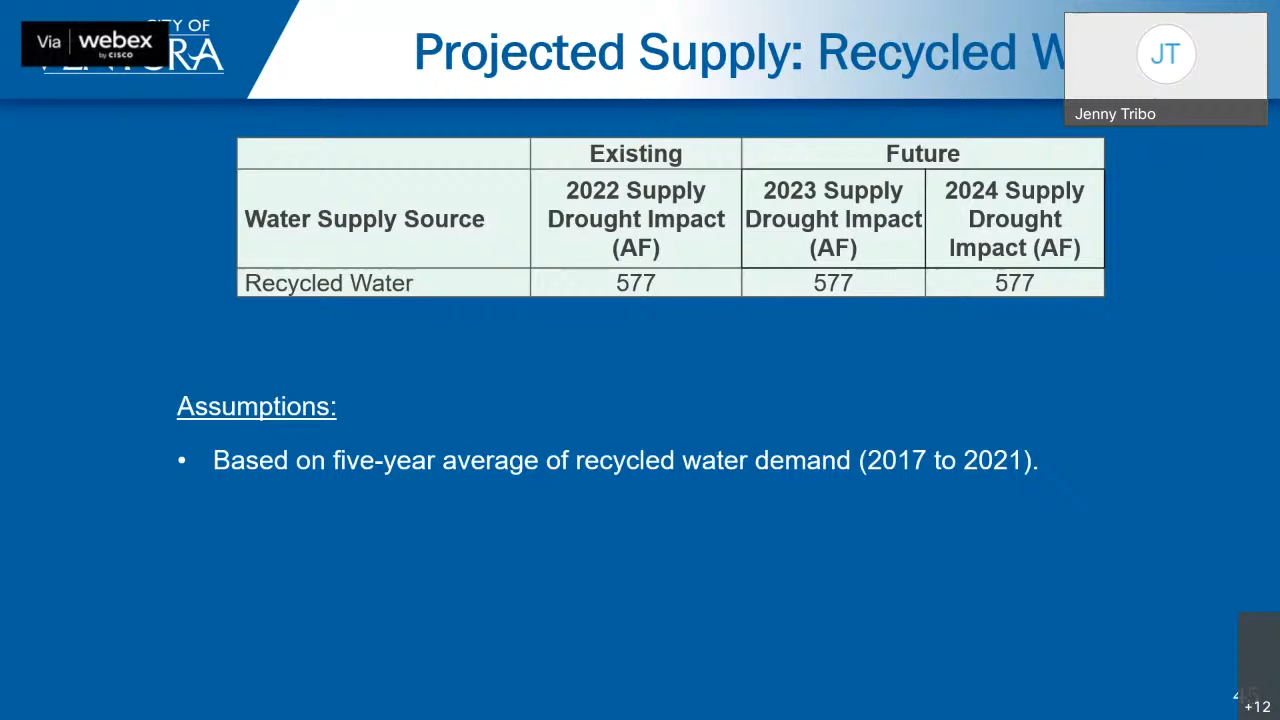 CITY OF
Via webex
by CISCO
Projected Supply: Recycled
JT
Jenny Tribo
Existing
Future
Water Supply Source
2022 Supply
Drought Impact
(AF)
2023 Supply
Drought Impact
(AF)
2024 Supply
Drought
Impact (AF)
Recycled Water 577 577 577
Assumptions:
• Based on five-year average of recycled water demand (2017 to 2021).
+12